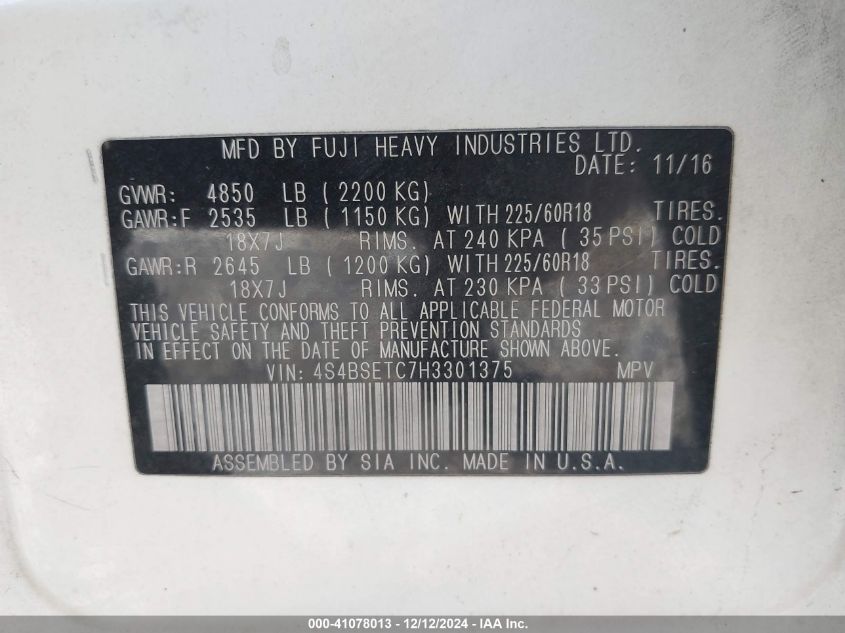 MFD BY FUJI HEAVY INDUSTRIES LTD.
DATE: 11/16
GVWR: 4850 LB ( 2200 KG)
GAWR:F 2535 LB ( 1150 KG) WITH 225/60R18 TIRES.
18X7J RIMS. AT 240 KPA ( 35 PSI) COLD
GAWR:R 2645 LB ( 1200 KG) WITH 225/60R18 TIRES.
18X7J RIMS. AT 230 KPA ( 33 PSI) COLD
THIS VEHICLE CONFORMS TO ALL APPLICABLE FEDERAL MOTOR
VEHICLE SAFETY AND THEFT PREVENTION STANDARDS
IN EFFECT ON THE DATE OF MANUFACTURE SHOWN ABOVE.
VIN: 4S4BSETC7H3301375 MPV
ASSEMBLED BY SIA INC. MADE IN U.S.A.
000-41078013 - 12/12/2024 - IAA Inc.